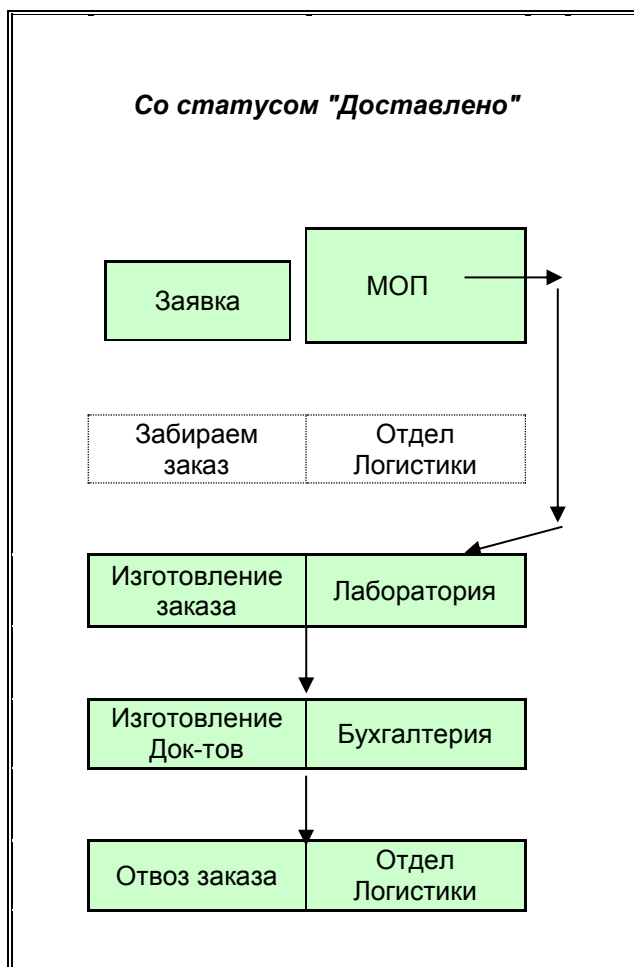 Со статусом "Доставлено"
Заявка
МОП
Забираем
заказ
Отдел
Логистики
Изготовление
заказа
Лаборатория
Изготовление
Док-тов
Бухгалтерия
Отвоз заказа
Отдел
Логистики